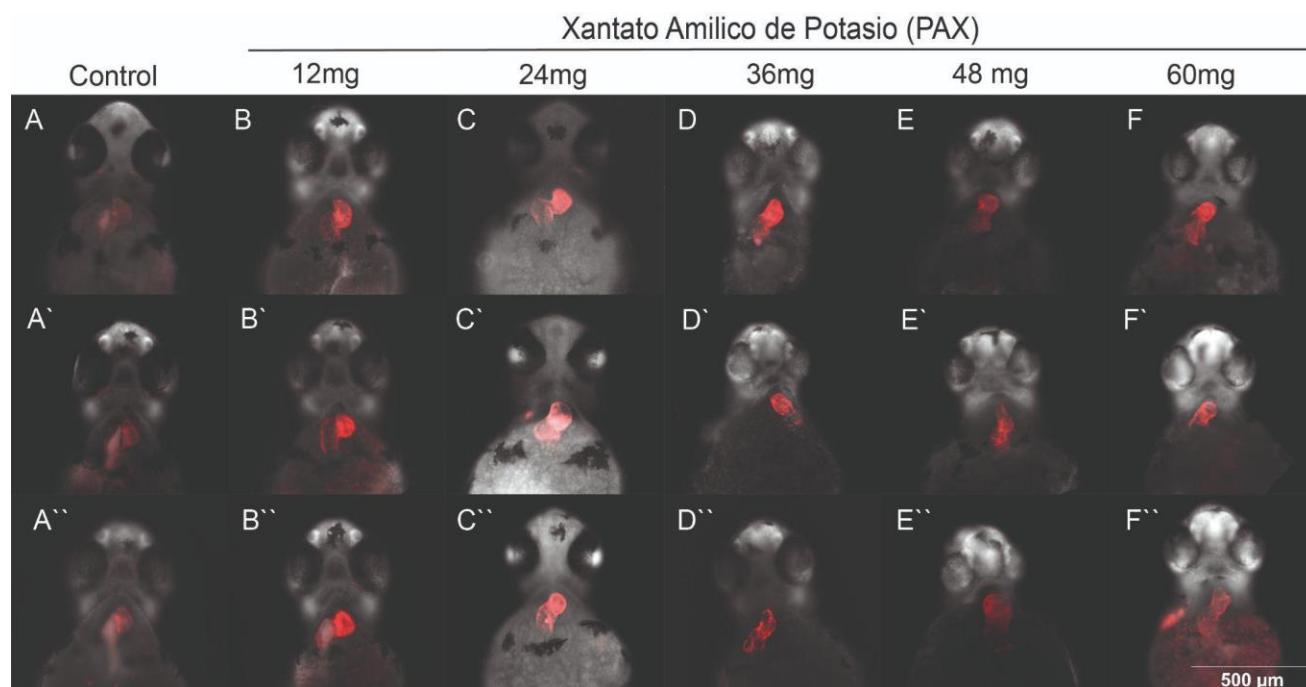 Xantato Amilico de Potasio (PAX)
Control 12mg 24mg 36mg 48 mg 60mg
A B C D E F
A` B` C` D` E` F`
A`` B`` C`` D`` E`` F``
500 µm